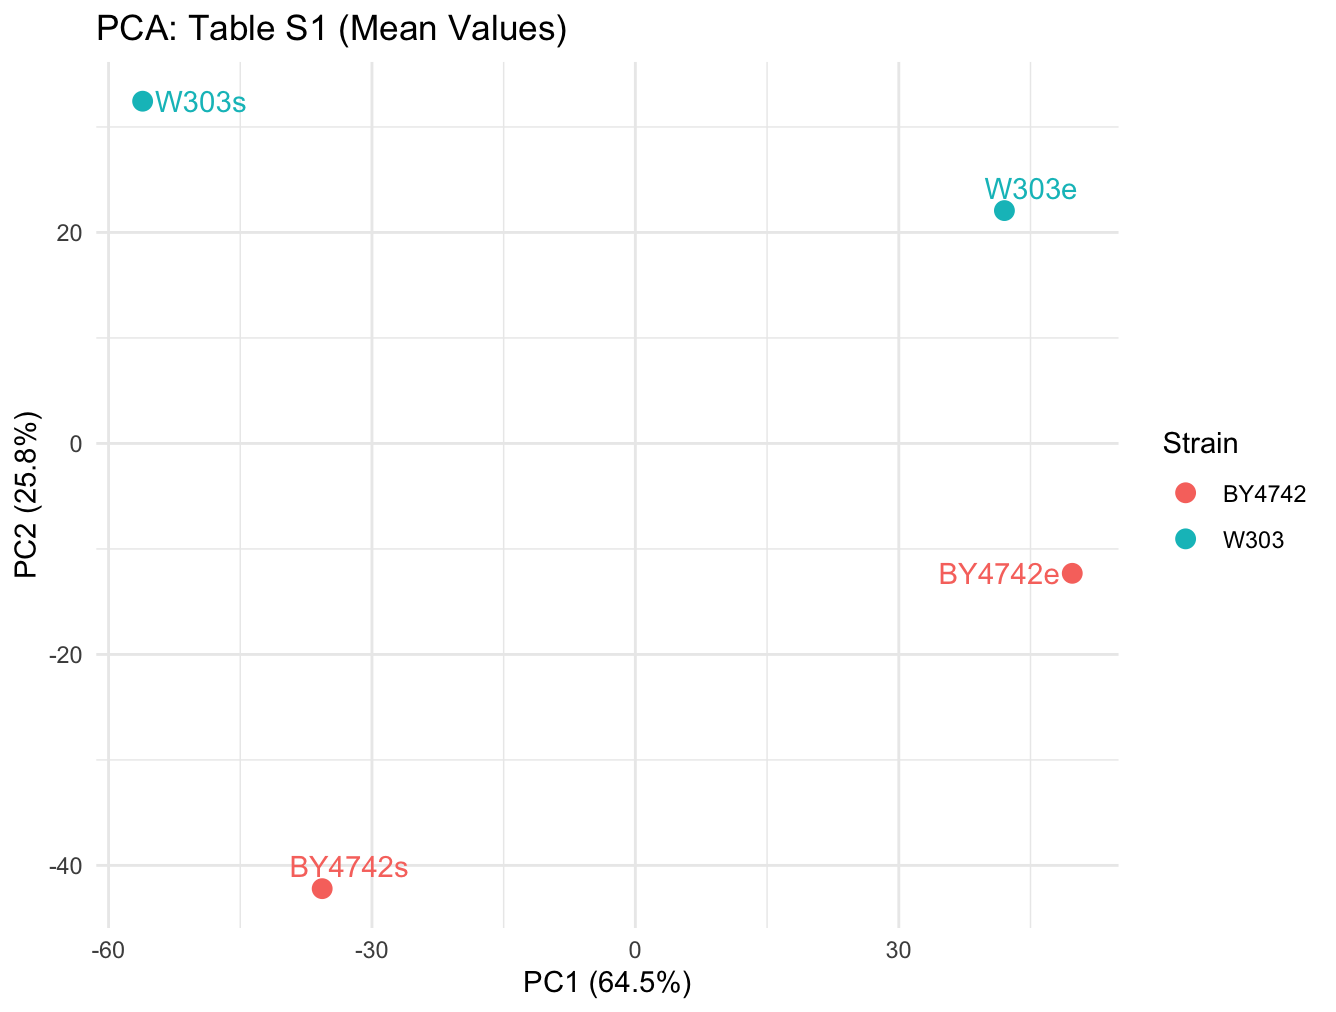 PCA: Table S1 (Mean Values)
W303s
W303e
BY4742e
BY4742s
20
0
-20
-40
-60
-30
0
30
PC1 (64.5%)
PC2 (25.8%)
Strain
BY4742
W303